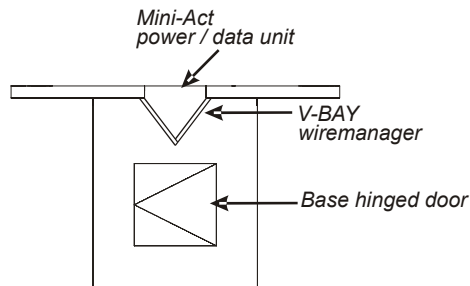 Mini-Act
power / data unit
V-BAY
wiremanager
Base hinged door